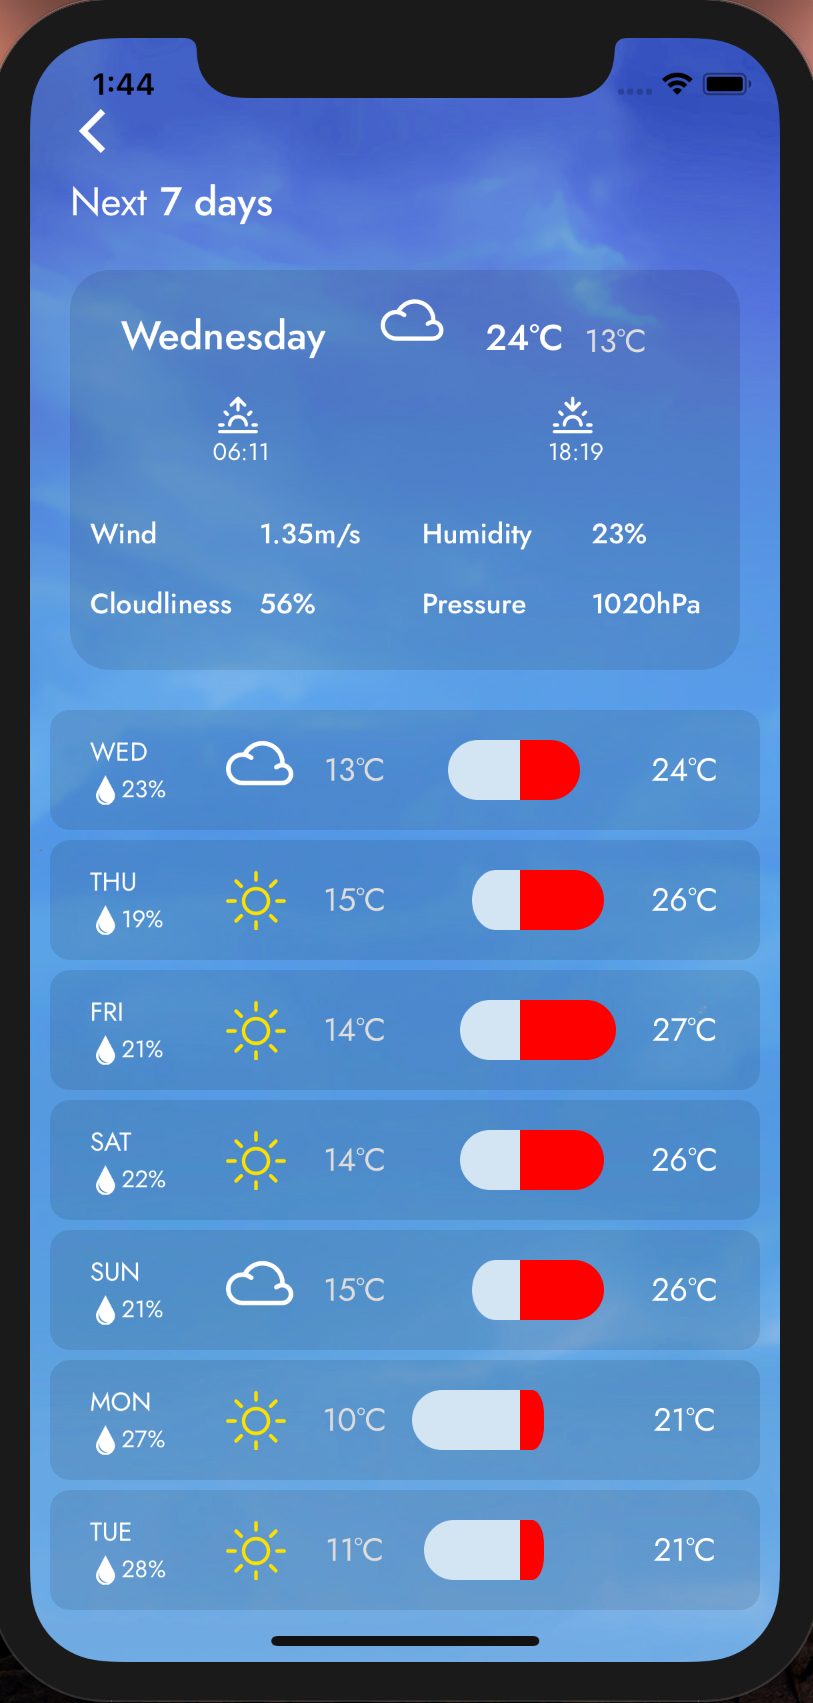 1:44
Next 7 days
Wednesday 24°C 13°C
06:11 18:19
Wind 1.35m/s Humidity 23%
Cloudliness 56% Pressure 1020hPa
WED
23% 13°C 24°C
THU
19% 15°C 26°C
FRI
21% 14°C 27°C
SAT
22% 14°C 26°C
SUN
21% 15°C 26°C
MON
27% 10°C 21°C
TUE
28% 11°C 21°C